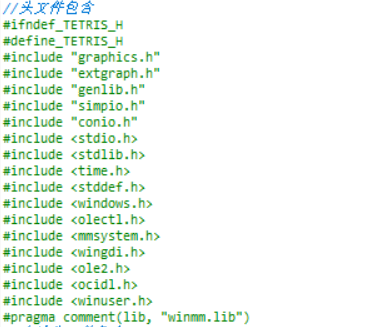 //头文件包含
#ifndef_TETRIS_H
#define_TETRIS_H
#include "graphics.h"
#include "extgraph.h"
#include "genlib.h"
#include "simpio.h"
#include "conio.h"
#include <stdio.h>
#include <stdlib.h>
#include <time.h>
#include <stddef.h>
#include <windows.h>
#include <olectl.h>
#include <mmsystem.h>
#include <wingdi.h>
#include <ole2.h>
#include <ocidl.h>
#include <winuser.h>
#pragma comment(lib, "winmm.lib")